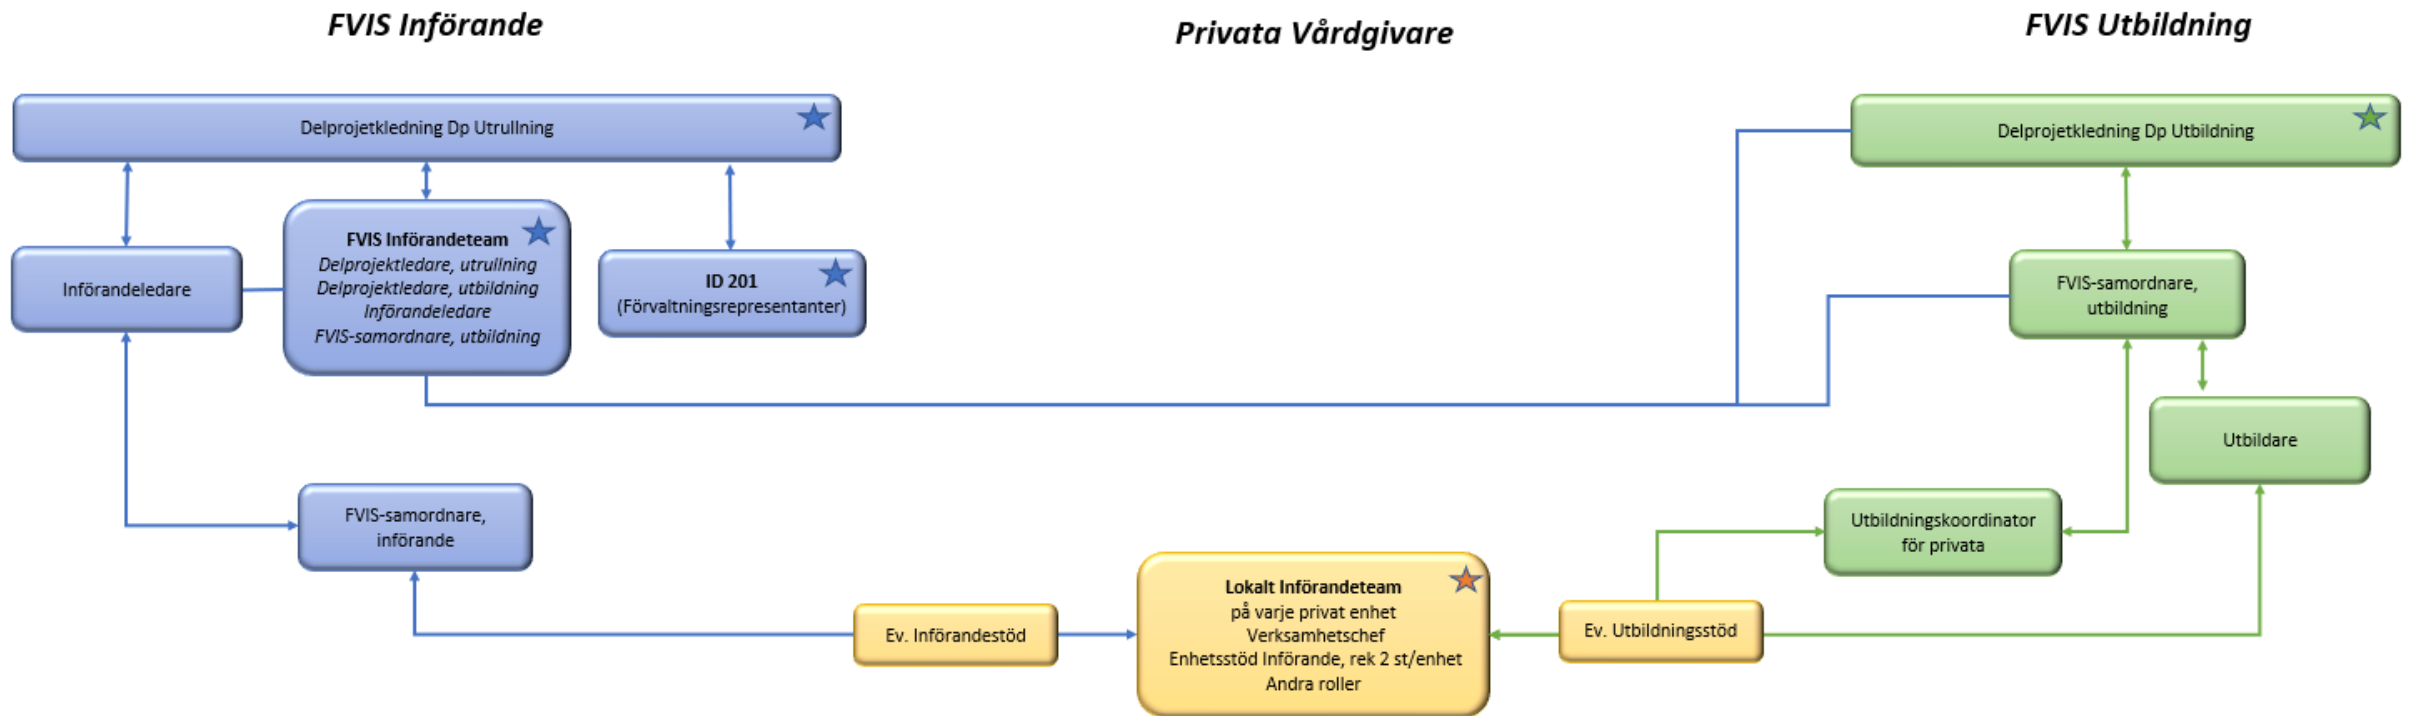 FVIS Införande
Privata Vårdgivare
FVIS Utbildning
Delprojetkledning Dp Utrullning
Delprojetkledning Dp Utbildning
Införandeledare
FVIS Införandeteam
Delprojektledare, utrullning
Delprojektledare, utbildning
Införandeledare
FVIS-samordnare, utbildning
ID 201
(Förvaltningsrepresentanter)
FVIS-samordnare,
utbildning
Utbildare
FVIS-samordnare,
införande
Utbildningskoordinator
för privata
Ev. Införandestöd
Lokalt Införandeteam
på varje privat enhet
Verksamhetschef
Enhetsstöd Införande, rek 2 st/enhet
Andra roller
Ev. Utbildningsstöd